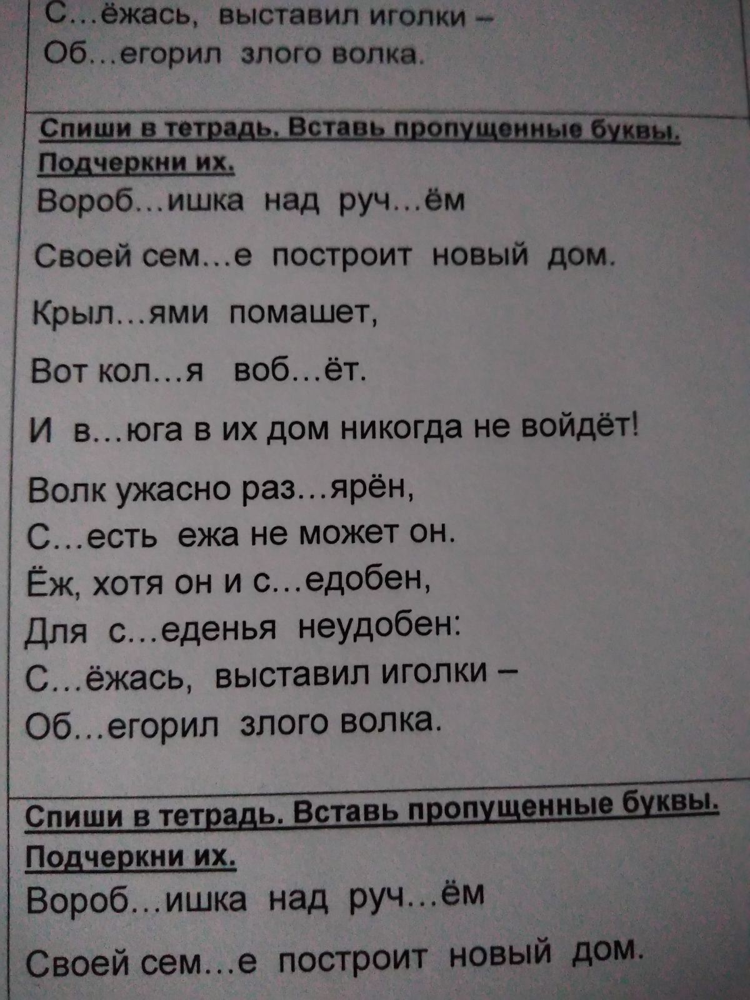 С...ёжась, выставил иголки –
Об...егорил злого волка.
Спиши в тетрадь. Вставь пропущенные буквы.
Подчеркни их.
Вороб...ишка над руч...ём
Своей сем...е построит новый дом.
Крыл...ями помашет,
Вот кол...я воб...ёт.
И в...юга в их дом никогда не войдёт!
Волк ужасно раз...ярён,
С...есть ежа не может он.
Ёж, хотя он и с...едобен,
Для с...еденья неудобен:
С...ёжась, выставил иголки –
Об...егорил злого волка.
Спиши в тетрадь. Вставь пропущенные буквы.
Подчеркни их.
Вороб...ишка над руч...ём
Своей сем...е построит новый дом.